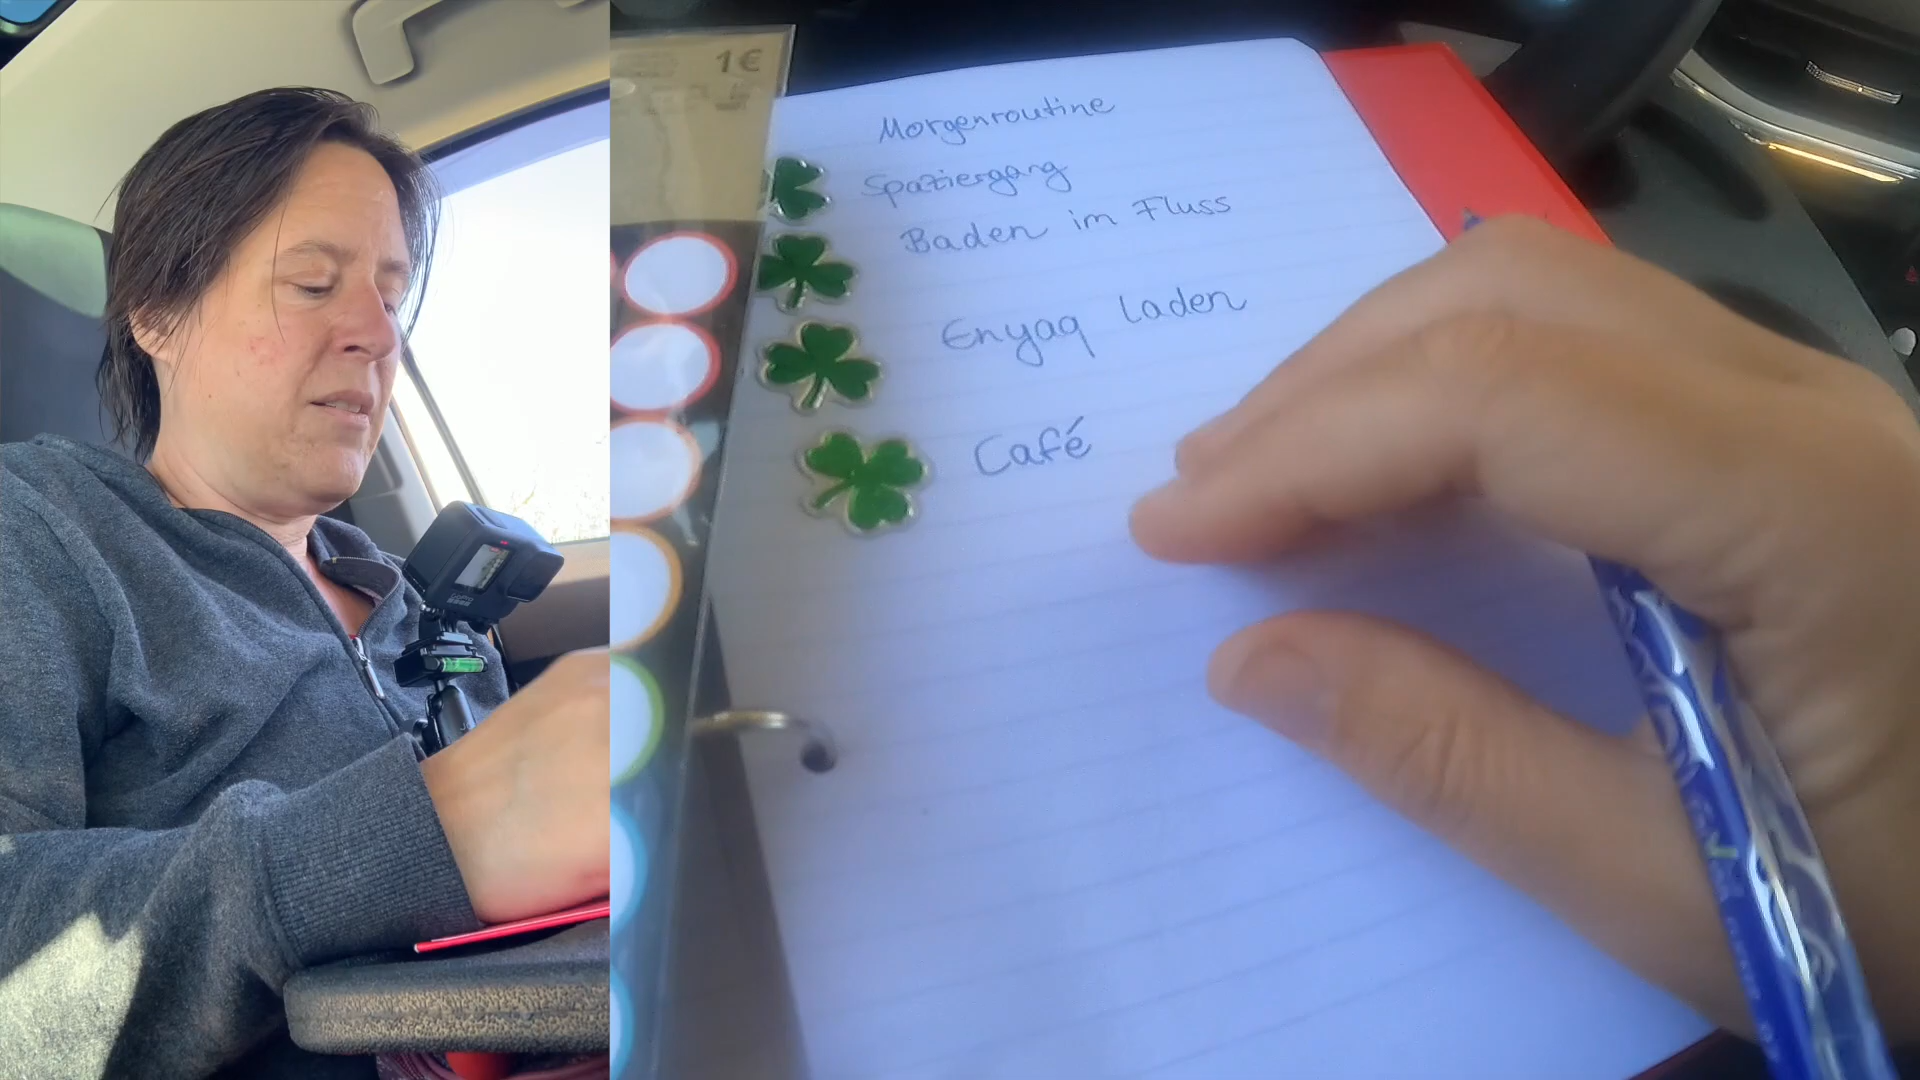 1€
Morgenroutine
Spaziergang
Baden im Fluss
Enyaq laden
Café